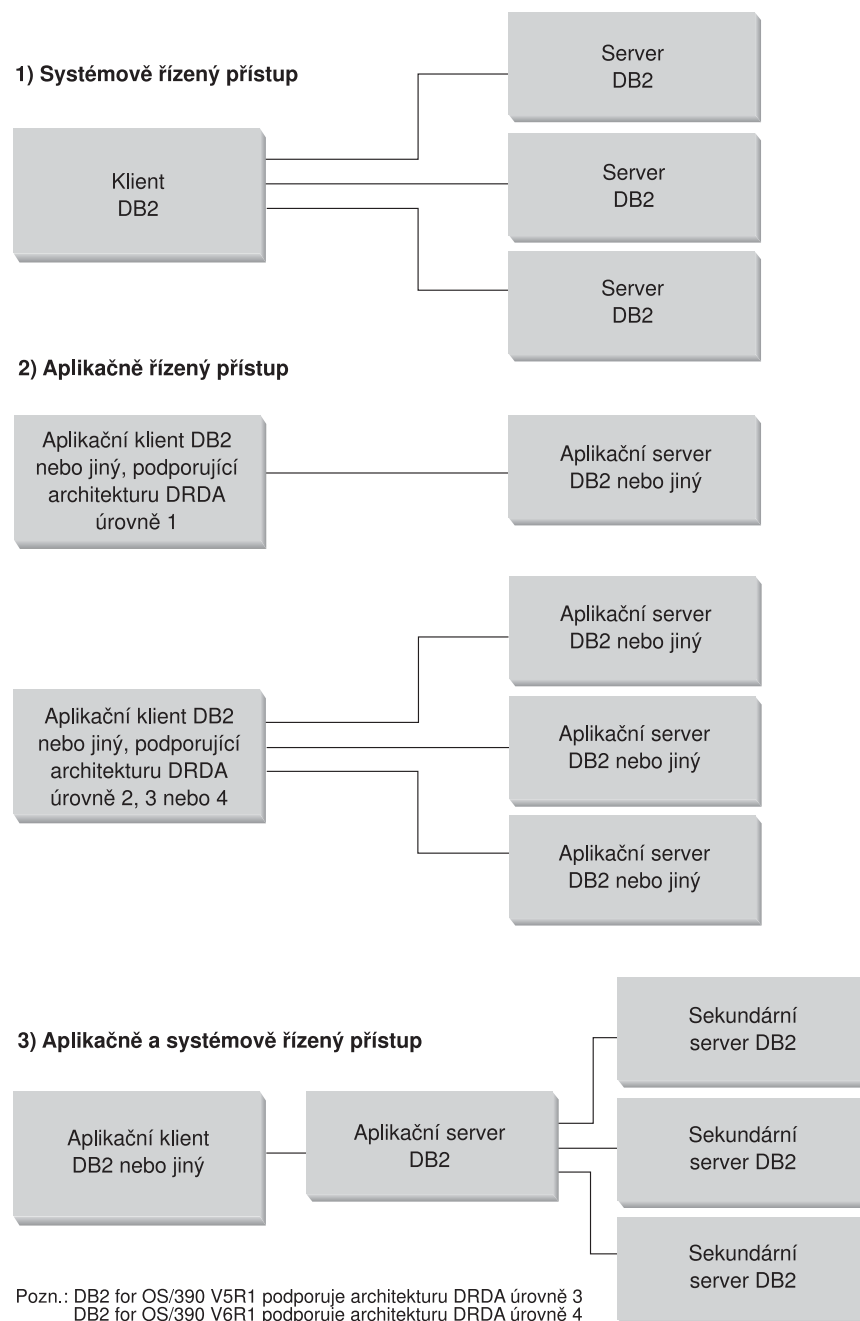 1) Systémově řízený přístup
Server
DB2
Klient
DB2
Server
DB2
Server
DB2
2) Aplikačně řízený přístup
Aplikační klient DB2
nebo jiný, podporující
architekturu DRDA
úrovně 1
Aplikační server
DB2 nebo jiný
Aplikační server
DB2 nebo jiný
Aplikační klient DB2
nebo jiný, podporující
architekturu DRDA
úrovně 2, 3 nebo 4
Aplikační server
DB2 nebo jiný
Aplikační server
DB2 nebo jiný
3) Aplikačně a systémově řízený přístup
Sekundární
server DB2
Aplikační klient
DB2 nebo jiný
Aplikační server
DB2
Sekundární
server DB2
Sekundární
server DB2
Pozn.: DB2 for OS/390 V5R1 podporuje architekturu DRDA úrovně 3
DB2 for OS/390 V6R1 podporuje architekturu DRDA úrovně 4